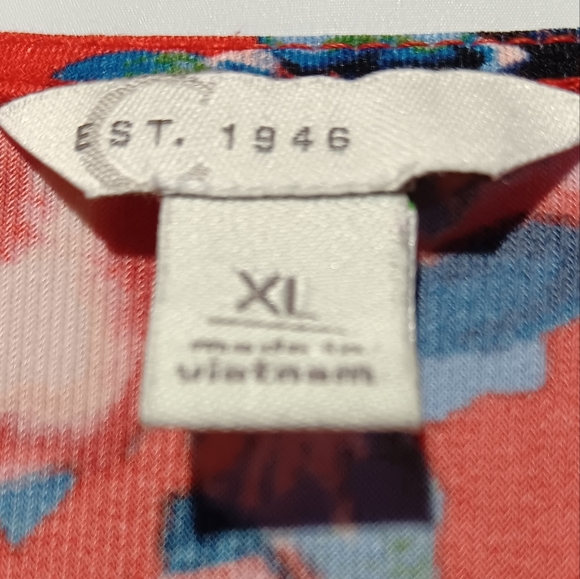 EST. 1946
XL
made in
vietnam